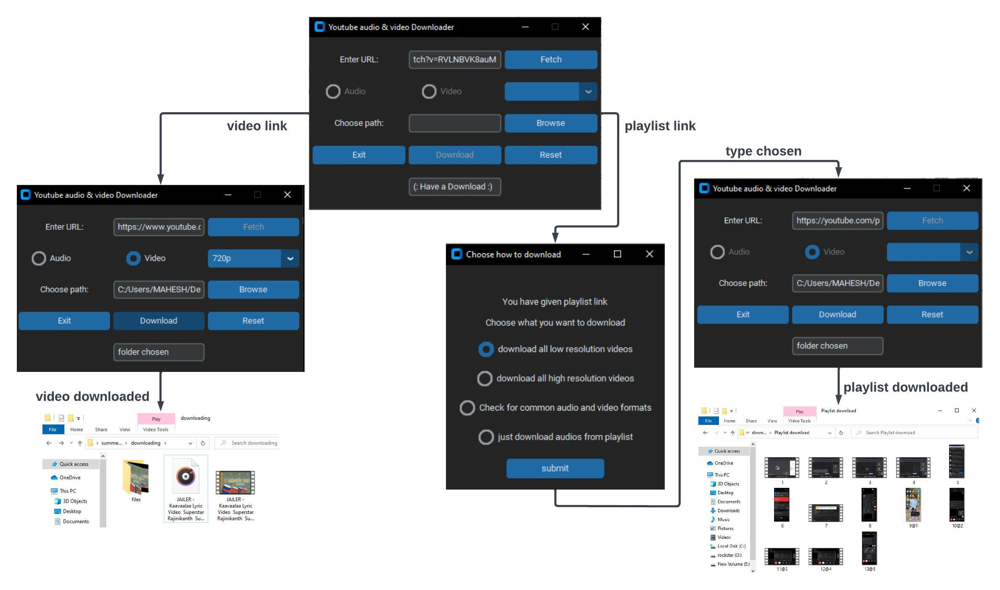 Youtube audio & video Downloader
Enter URL:
tch?v=RVLNBVK8auM
Fetch
Audio
Video
Choose path:
Browse
Exit
Download
Reset
(: Have a Download :)
video link
playlist link
type chosen
Youtube audio & video Downloader
Enter URL:
https://www.youtube.c
Fetch
Audio
Video
720p
Choose path:
C:/Users/MAHESH/De
Browse
Exit
Download
Reset
folder chosen
video downloaded
Play
downloading
File
Home
Share
View
Video Tools
summe...
downloading
Search downloading
Quick access
OneDrive
This PC
3D Objects
Desktop
Documents
files
JAILER -
Kaavaalaa Lyric
Video Superstar
Rajinikanth Su...
kalanithi mara
presents
JAILER -
Kaavaalaa Lyric
Video Superstar
Rajinikanth Su...
Choose how to download
You have given playlist link
Choose what you want to download
download all low resolution videos
download all high resolution videos
Check for common audio and video formats
just download audios from playlist
submit
Youtube audio & video Downloader
Enter URL:
https://youtube.com/p
Fetch
Audio
Video
Choose path:
C:/Users/MAHESH/De
Browse
Exit
Download
Reset
folder chosen
playlist downloaded
Play
Playlist download
File
Home
Share
View
Video Tools
« down...
Playlist download
Search Playlist download
Quick access
OneDrive
This PC
3D Objects
Desktop
Documents
Downloads
Music
Pictures
Videos
Local Disk (C:)
rockstar (D:)
New Volume (E:)
1
2
3
4
5
6
7
8
9@1
10@2
11@3
12@4
13@5